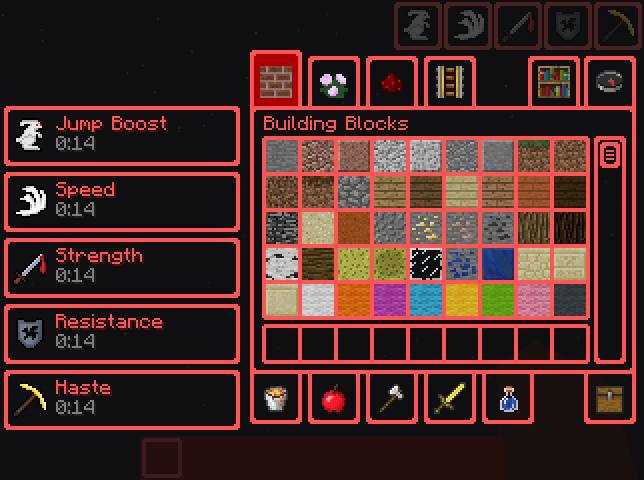 Building Blocks
Jump Boost
0:14
Speed
0:14
Strength
0:14
Resistance
0:14
Haste
0:14